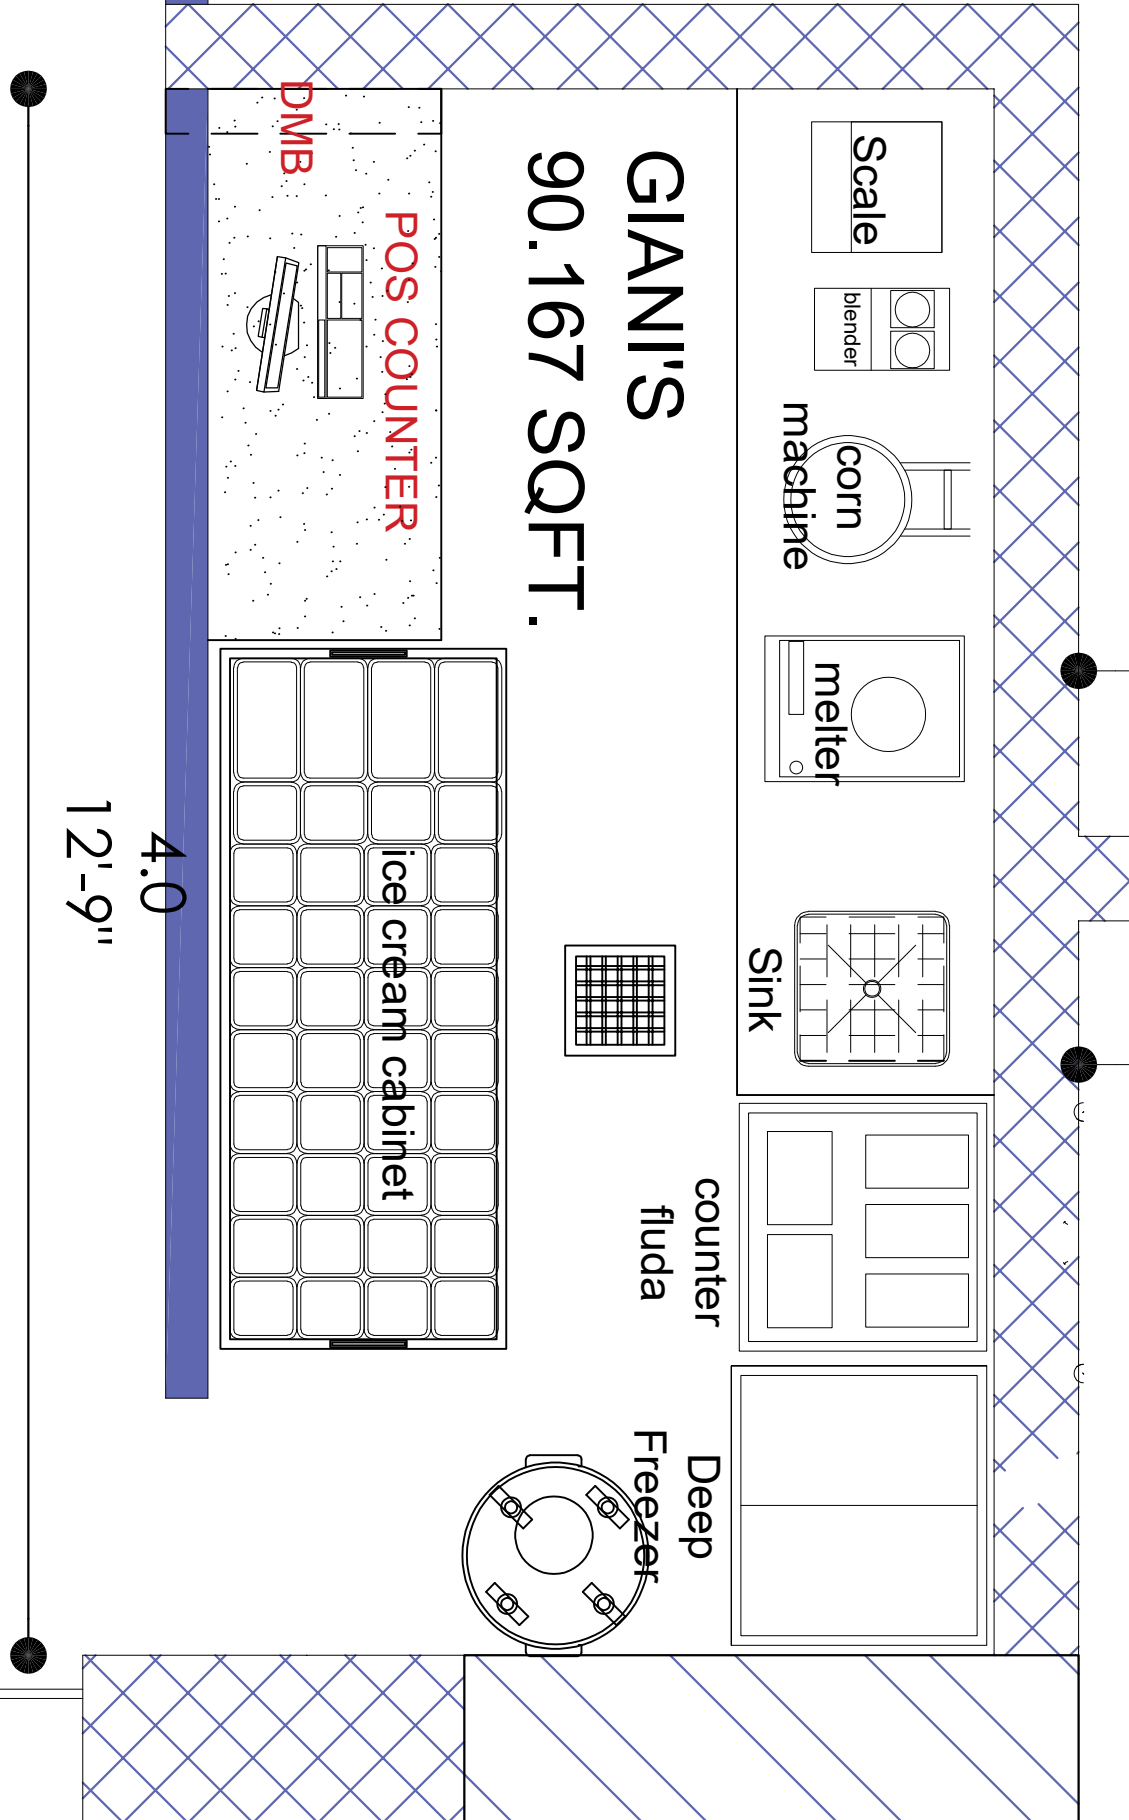 GIANI'S
90.167 SQFT.
Scale
blender
corn
machine
melter
Sink
counter
fluda
Deep
Freezer
DMB
POS COUNTER
ice cream cabinet
4.0
12'-9"